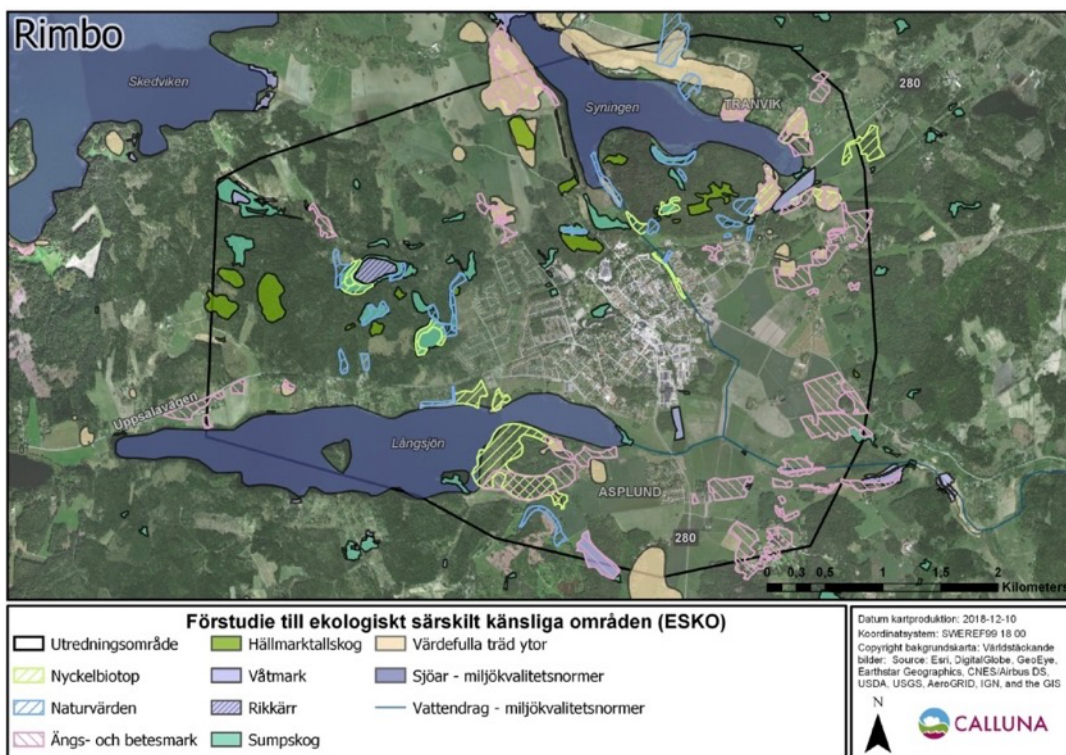 Rimbo
Skedviken
Syningen
TRANVIK
280
Uppsalavägen
Långsjön
ASPLUND
280
0 0,3 0,5 1 1,5 2
Kilometers
Förstudie till ekologiskt särskilt känsliga områden (ESKO)
Utredningsområde
Nyckelbiotop
Naturvärden
Ängs- och betesmark
Hällmarktallskog
Våtmark
Rikkärr
Sumpskog
Värdefulla träd ytor
Sjöar - miljökvalitetsnormer
Vattendrag - miljökvalitetsnormer
Datum kartproduktion: 2018-12-10
Koordinatsystem: SWEREF99 18 00
Copyright bakgrundskarta: Världstäckande
bilder: Source: Esri, DigitalGlobe, GeoEye,
Earthstar Geographics, CNES/Airbus DS,
USDA, USGS, AeroGRID, IGN, and the GIS
N
CALLUNA